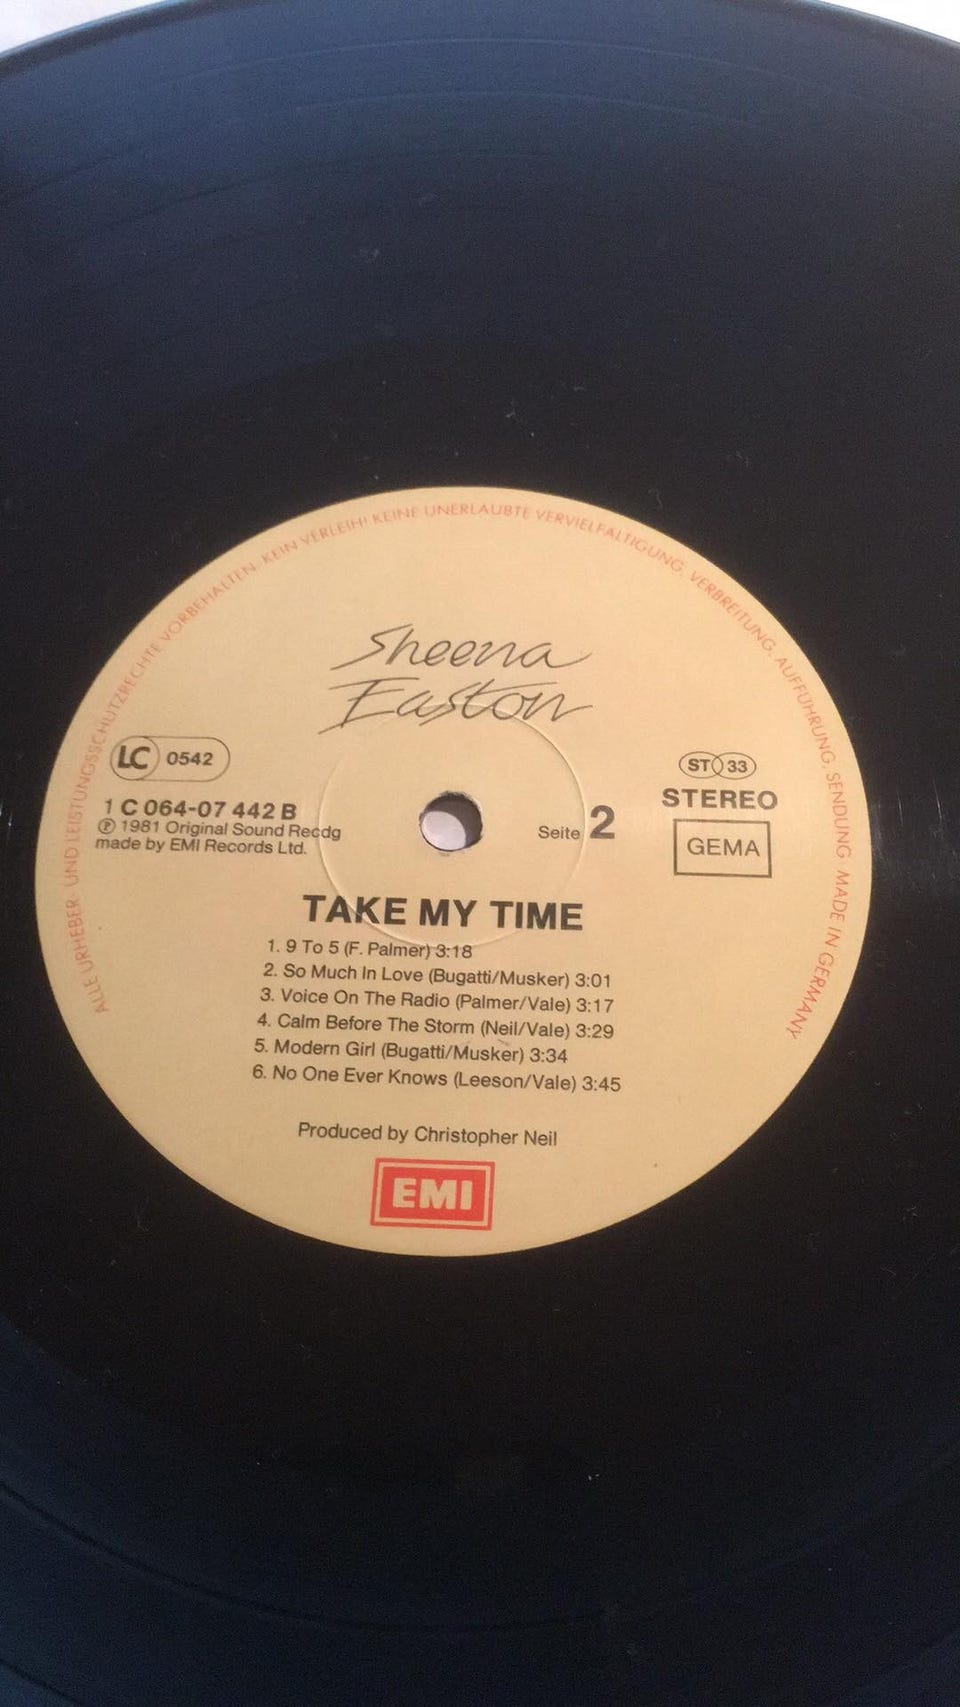 ALLE URHEBER- UND LEISTUNGSSCHUTZRECHTE VORBEHALTEN. KEIN VERLEIH! KEINE UNERLAUBTE VERVIELFÄLTIGUNG, VERBREITUNG, AUFFÜHRUNG, SENDUNG MADE IN GERMANY
Sheena
Easton
LC 0542
ST 33
1 C 064-07 442 B
STEREO
℗ 1981 Original Sound Recdg
made by EMI Records Ltd.
Seite 2
GEMA
TAKE MY TIME
1. 9 To 5 (F. Palmer) 3:18
2. So Much In Love (Bugatti/Musker) 3:01
3. Voice On The Radio (Palmer/Vale) 3:17
4. Calm Before The Storm (Neil/Vale) 3:29
5. Modern Girl (Bugatti/Musker) 3:34
6. No One Ever Knows (Leeson/Vale) 3:45
Produced by Christopher Neil
EMI